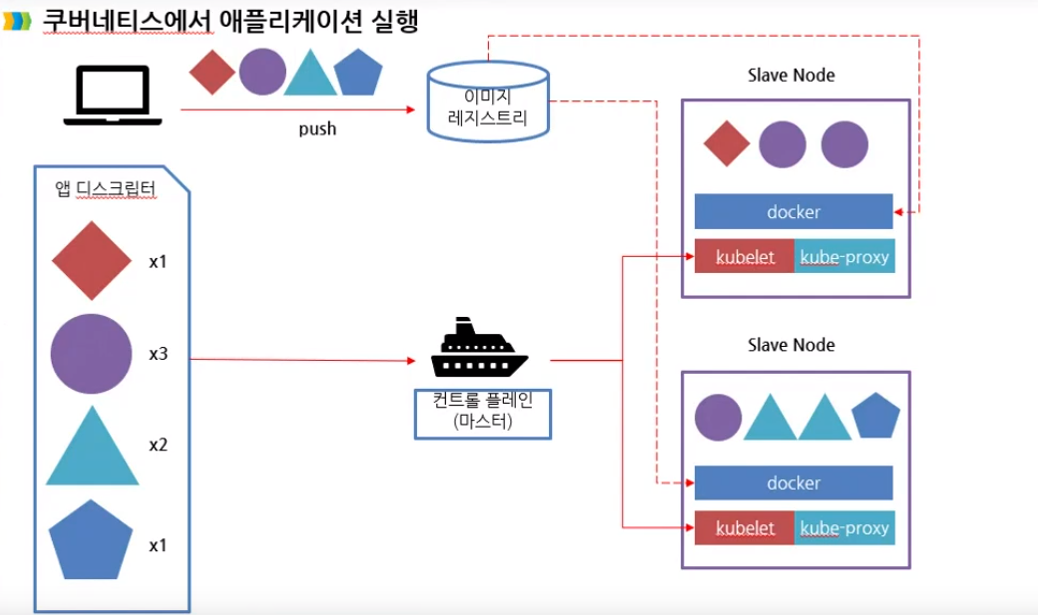 쿠버네티스에서 애플리케이션 실행
push
이미지
레지스트리
Slave Node
docker
kubelet kube-proxy
앱 디스크립터
x1
x3
x2
x1
컨트롤 플레인
(마스터)
Slave Node
docker
kubelet kube-proxy